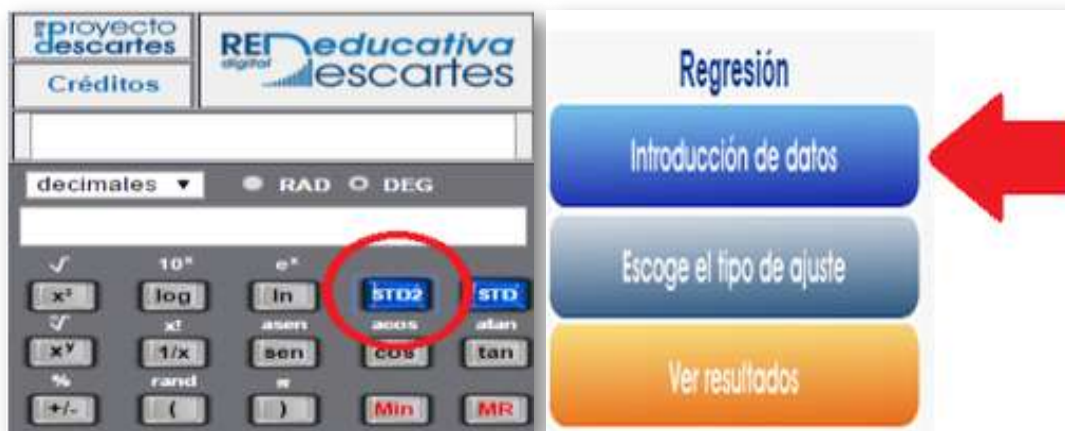 proyecto
descartes
Créditos
RED educativa
digital Descartes
decimales ▼ RAD DEG
√ 10ˣ eˣ
x² log ln STD2 STD
x! asen acos atan
xʸ 1/x sen cos tan
% rand π
+/- ( ) Min MR
Regresión
Introducción de datos
Escoge el tipo de ajuste
Ver resultados